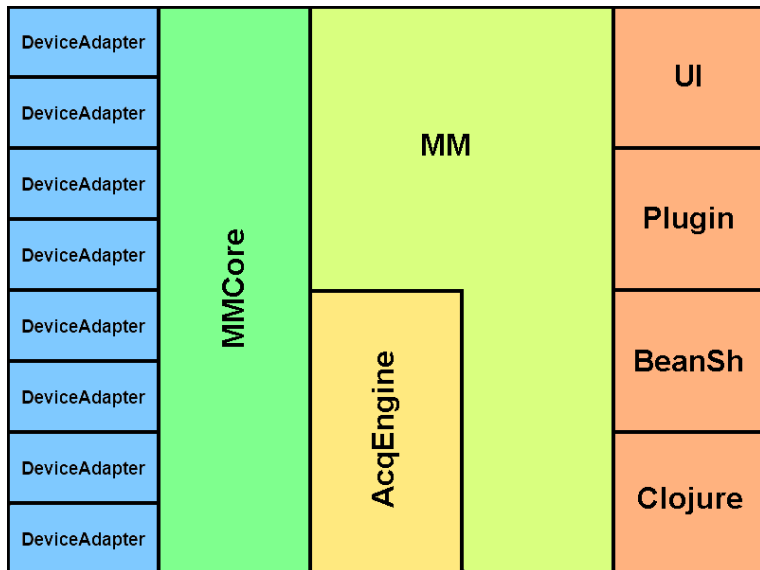 DeviceAdapter
DeviceAdapter
DeviceAdapter
DeviceAdapter
DeviceAdapter
DeviceAdapter
DeviceAdapter
DeviceAdapter
MMCore
MM
AcqEngine
UI
Plugin
BeanSh
Clojure